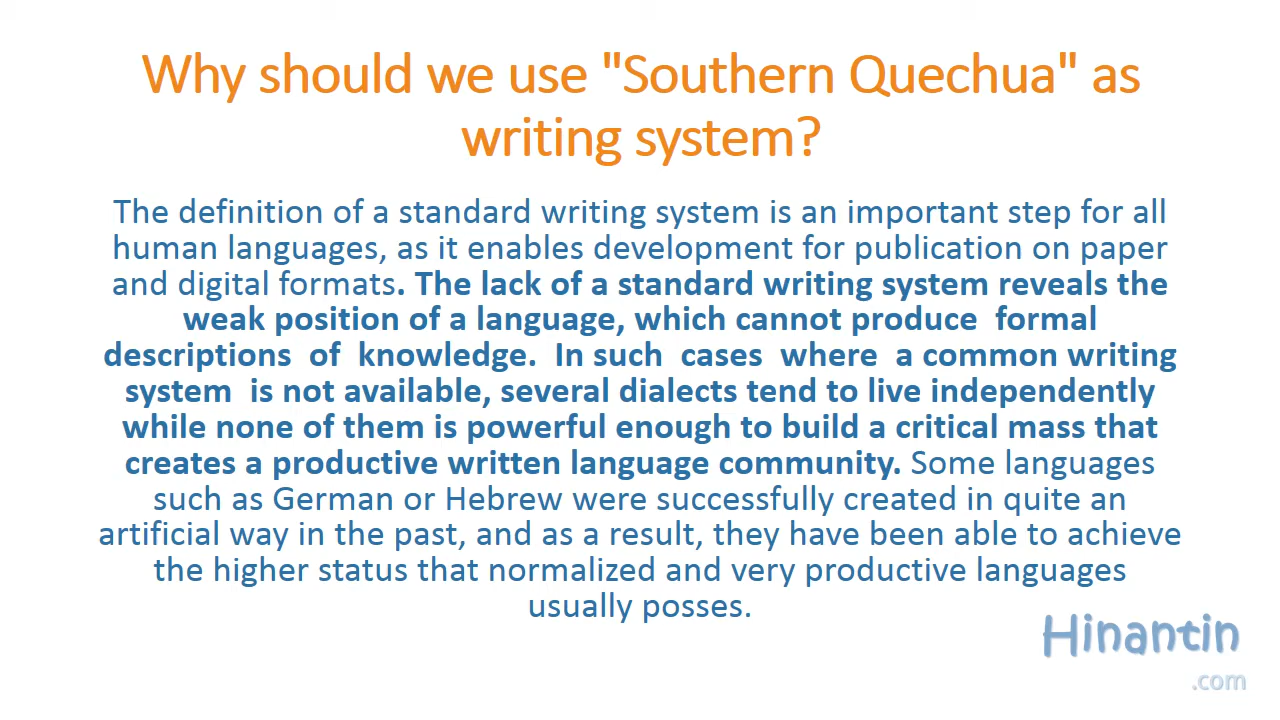 Why should we use "Southern Quechua" as
writing system?
The definition of a standard writing system is an important step for all
human languages, as it enables development for publication on paper
and digital formats. The lack of a standard writing system reveals the
weak position of a language, which cannot produce  formal
descriptions  of  knowledge.  In such  cases  where  a common writing
system  is not available, several dialects tend to live independently
while none of them is powerful enough to build a critical mass that
creates a productive written language community. Some languages
such as German or Hebrew were successfully created in quite an
artificial way in the past, and as a result, they have been able to achieve
the higher status that normalized and very productive languages
usually posses.
Hinantin
.com